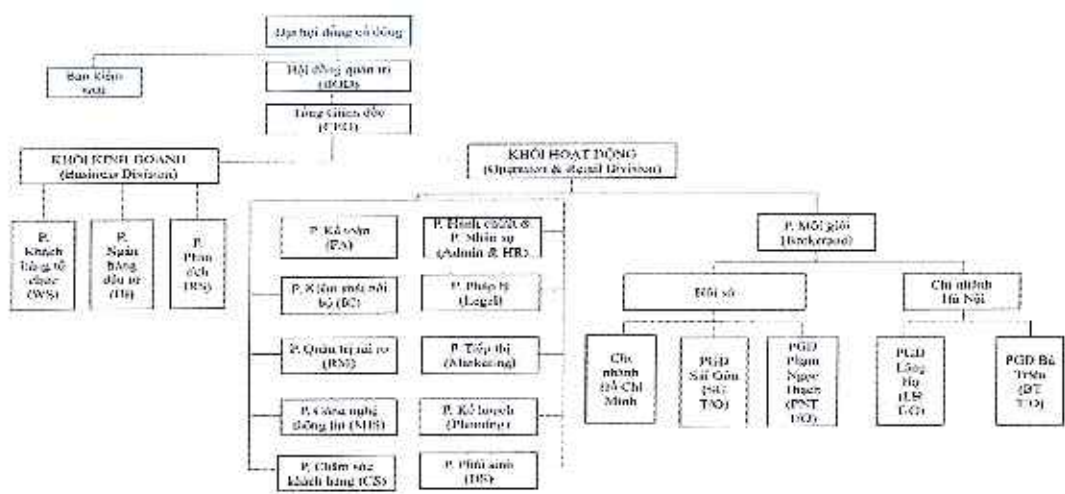 Đại hội đồng cổ đông
Ban kiểm
soát
Hội đồng quản trị
(BOD)
Tổng Giám đốc
(CEO)
KHỐI KINH DOANH
(Business Division)
KHỐI HOẠT ĐỘNG
(Operation & Retail Division)
P.
Khách
hàng tổ
chức
(WS)
P.
Ngân
hàng
đầu tư
(IB)
P.
Phân
tích
(RS)
P. Kế toán
(FA)
P. Hành chính &
P. Nhân sự
(Admin & HR)
P. Kiểm soát nội
bộ (IC)
P. Pháp lý
(Legal)
P. Quản trị rủi ro
(RM)
P. Tiếp thị
(Marketing)
P. Công nghệ
thông tin (MIS)
P. Kế hoạch
(Planning)
P. Chăm sóc
khách hàng (CS)
P. Phái sinh
(DS)
P. Môi giới
(Brokerage)
Hội sở
Chi nhánh
Hà Nội
Chi
nhánh
Hồ Chí
Minh
PGD
Sài Gòn
(SG
T/O)
PGD
Phạm
Ngọc
Thạch
(PNT
T/O)
PGD
Láng
Hạ
(LH
T/O)
PGD Bà
Triệu
(BT
T/O)